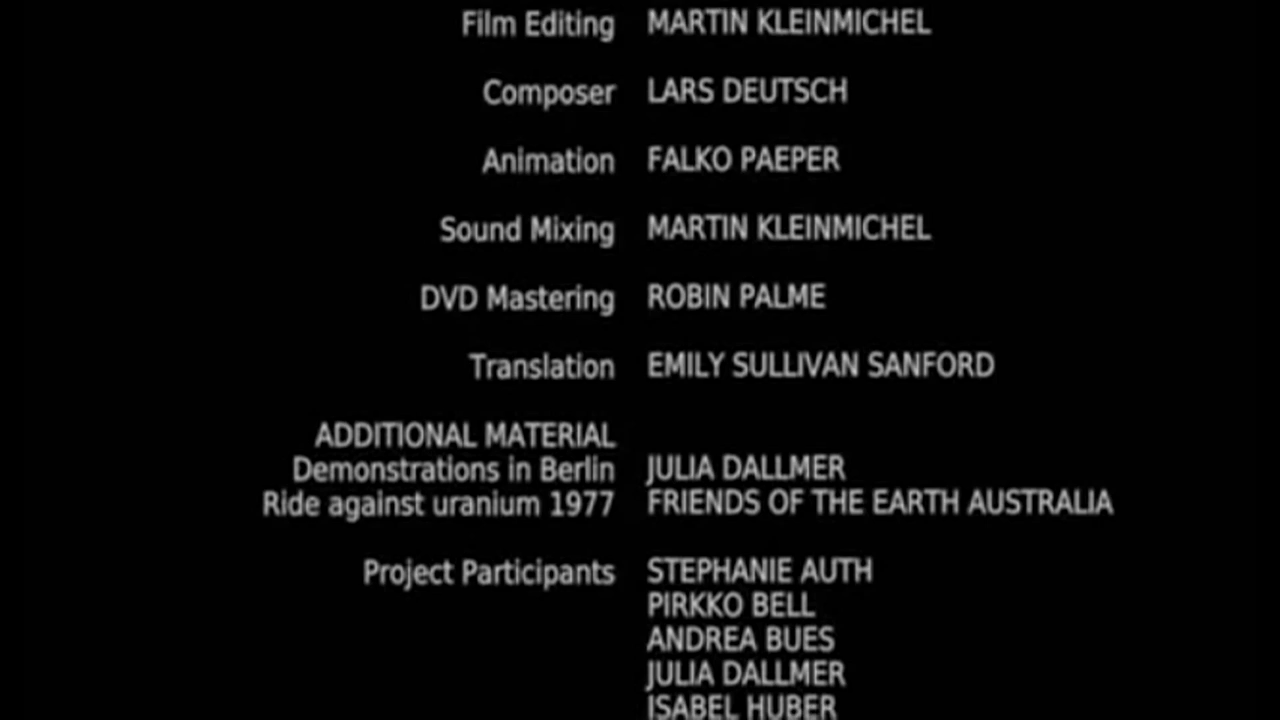 Film Editing MARTIN KLEINMICHEL
Composer LARS DEUTSCH
Animation FALKO PAEPER
Sound Mixing MARTIN KLEINMICHEL
DVD Mastering ROBIN PALME
Translation EMILY SULLIVAN SANFORD
ADDITIONAL MATERIAL
Demonstrations in Berlin JULIA DALLMER
Ride against uranium 1977 FRIENDS OF THE EARTH AUSTRALIA
Project Participants STEPHANIE AUTH
PIRKKO BELL
ANDREA BUES
JULIA DALLMER
ISABEL HUBER